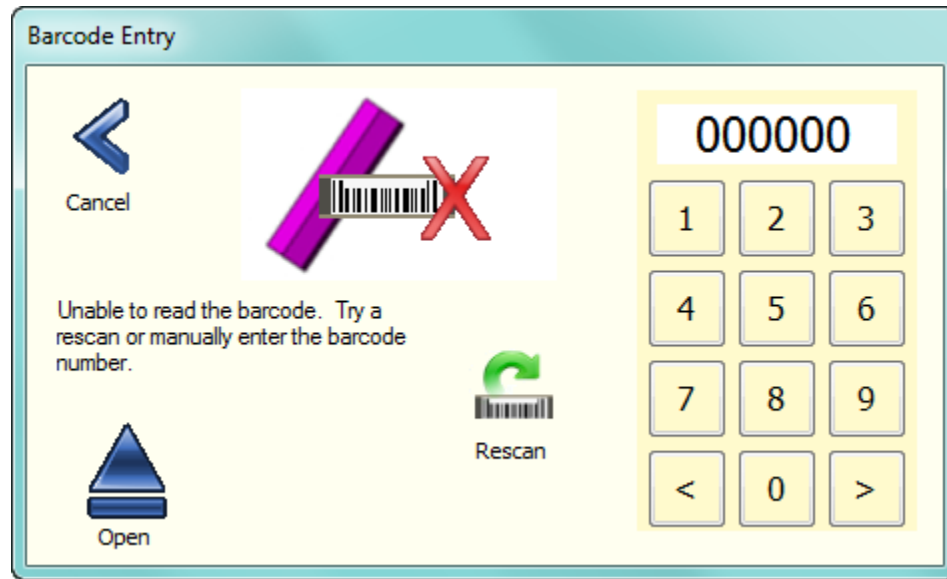 Barcode Entry
Cancel
Unable to read the barcode. Try a
rescan or manually enter the barcode
number.
Rescan
Open
000000
1 2 3
4 5 6
7 8 9
< 0 >